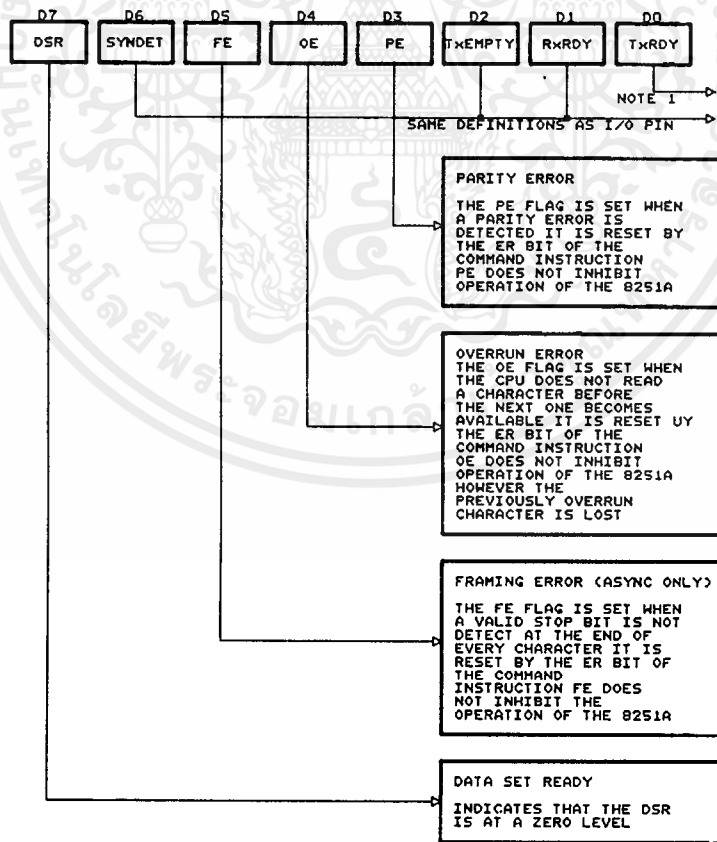 D7 D6 D5 D4 D3 D2 D1 D0
DSR SYNDET FE OE PE TxEMPTY RxRDY TxRDY
NOTE 1
SAME DEFINITIONS AS I/O PIN
PARITY ERROR
THE PE FLAG IS SET WHEN
A PARITY ERROR IS
DETECTED IT IS RESET BY
THE ER BIT OF THE
COMMAND INSTRUCTION
PE DOES NOT INHIBIT
OPERATION OF THE 8251A
OVERRUN ERROR
THE OE FLAG IS SET WHEN
THE CPU DOES NOT READ
A CHARACTER BEFORE
THE NEXT ONE BECOMES
AVAILABLE IT IS RESET UY
THE ER BIT OF THE
COMMAND INSTRUCTION
OE DOES NOT INHIBIT
OPERATION OF THE 8251A
HOWEVER THE
PREVIOUSLY OVERRUN
CHARACTER IS LOST
FRAMING ERROR (ASYNC ONLY)
THE FE FLAG IS SET WHEN
A VALID STOP BIT IS NOT
DETECT AT THE END OF
EVERY CHARACTER IT IS
RESET BY THE ER BIT OF
THE COMMAND
INSTRUCTION FE DOES
NOT INHIBIT THE
OPERATION OF THE 8251A
DATA SET READY
INDICATES THAT THE DSR
IS AT A ZERO LEVEL